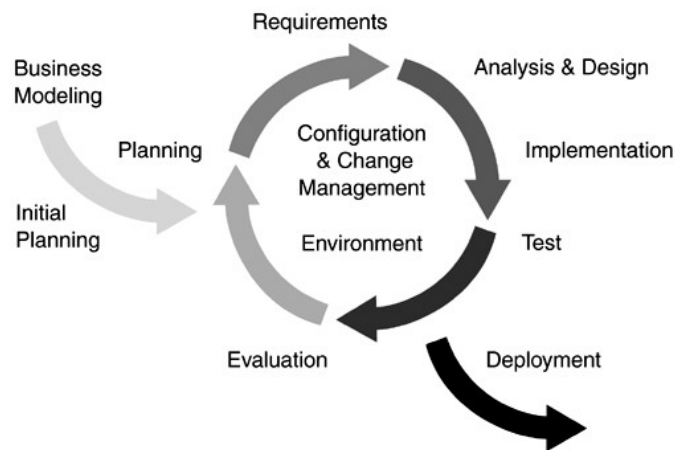 Requirements
Business
Modeling
Analysis & Design
Planning
Configuration
& Change
Management
Implementation
Initial
Planning
Environment
Test
Evaluation
Deployment